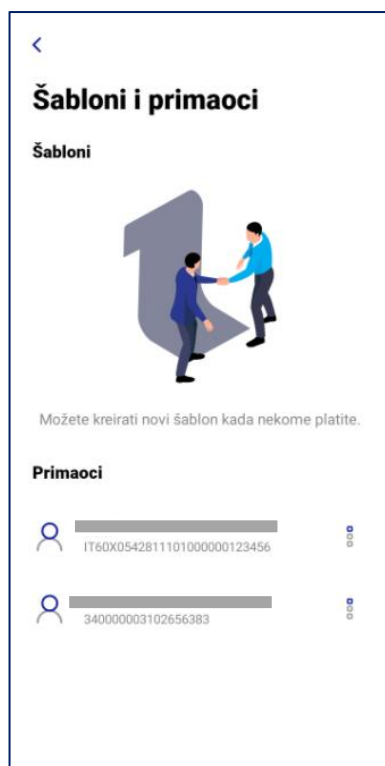 Šabloni i primaoci
Šabloni
Možete kreirati novi šablon kada nekome platite.
Primaoci
IT60X0542811101000000123456
340000003102656383